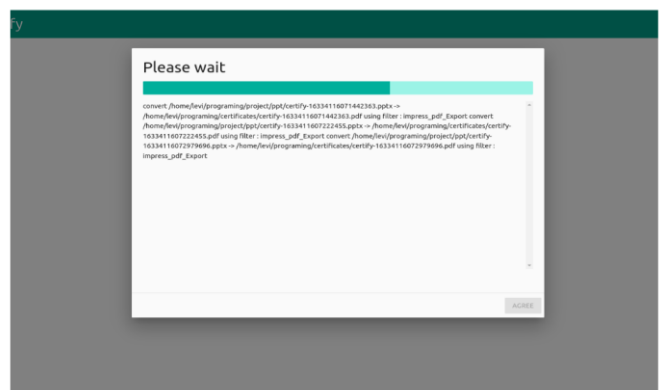 fy
Please wait
convert /home/levi/programing/project/ppt/certify-16334116071442363.pptx ->
/home/levi/programing/certificates/certify-16334116071442363.pdf using filter : impress_pdf_Export convert
/home/levi/programing/project/ppt/certify-1633411607222455.pptx -> /home/levi/programing/certificates/certify-
1633411607222455.pdf using filter : impress_pdf_Export convert /home/levi/programing/project/ppt/certify-
16334116072979696.pptx -> /home/levi/programing/certificates/certify-16334116072979696.pdf using filter :
impress_pdf_Export
AGREE